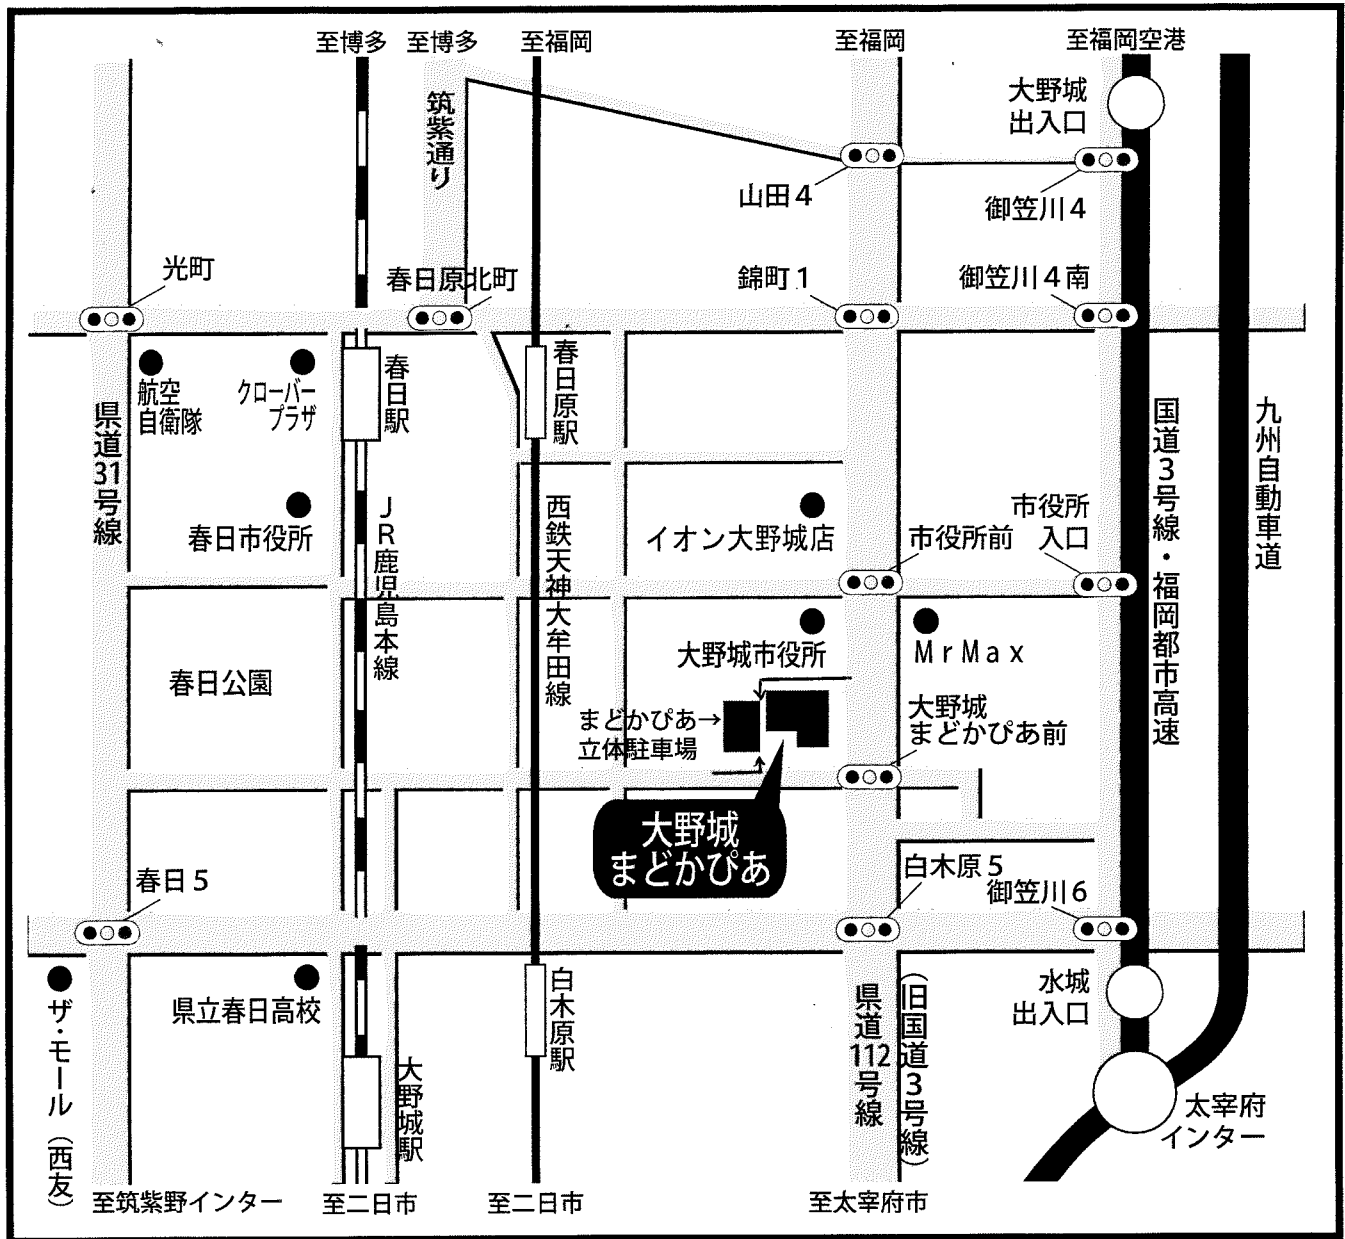 至博多
至博多
至福岡
至福岡
至福岡空港
大野城
出入口
筑紫通り
山田4
御笠川4
光町
春日原北町
錦町1
御笠川4南
航空
自衛隊
クローバー
プラザ
春日駅
春日原駅
県道31号線
国道3号線・福岡都市高速
九州自動車道
春日市役所
JR鹿児島本線
西鉄天神大牟田線
イオン大野城店
市役所前
市役所
入口
春日公園
大野城市役所
MrMax
まどかぴあ→
立体駐車場
大野城
まどかぴあ前
大野城
まどかぴあ
春日5
白木原5
御笠川6
ザ・モール(西友)
県立春日高校
大野城駅
白木原駅
県道112号線
(旧国道3号線)
水城
出入口
太宰府
インター
至筑紫野インター
至二日市
至二日市
至太宰府市